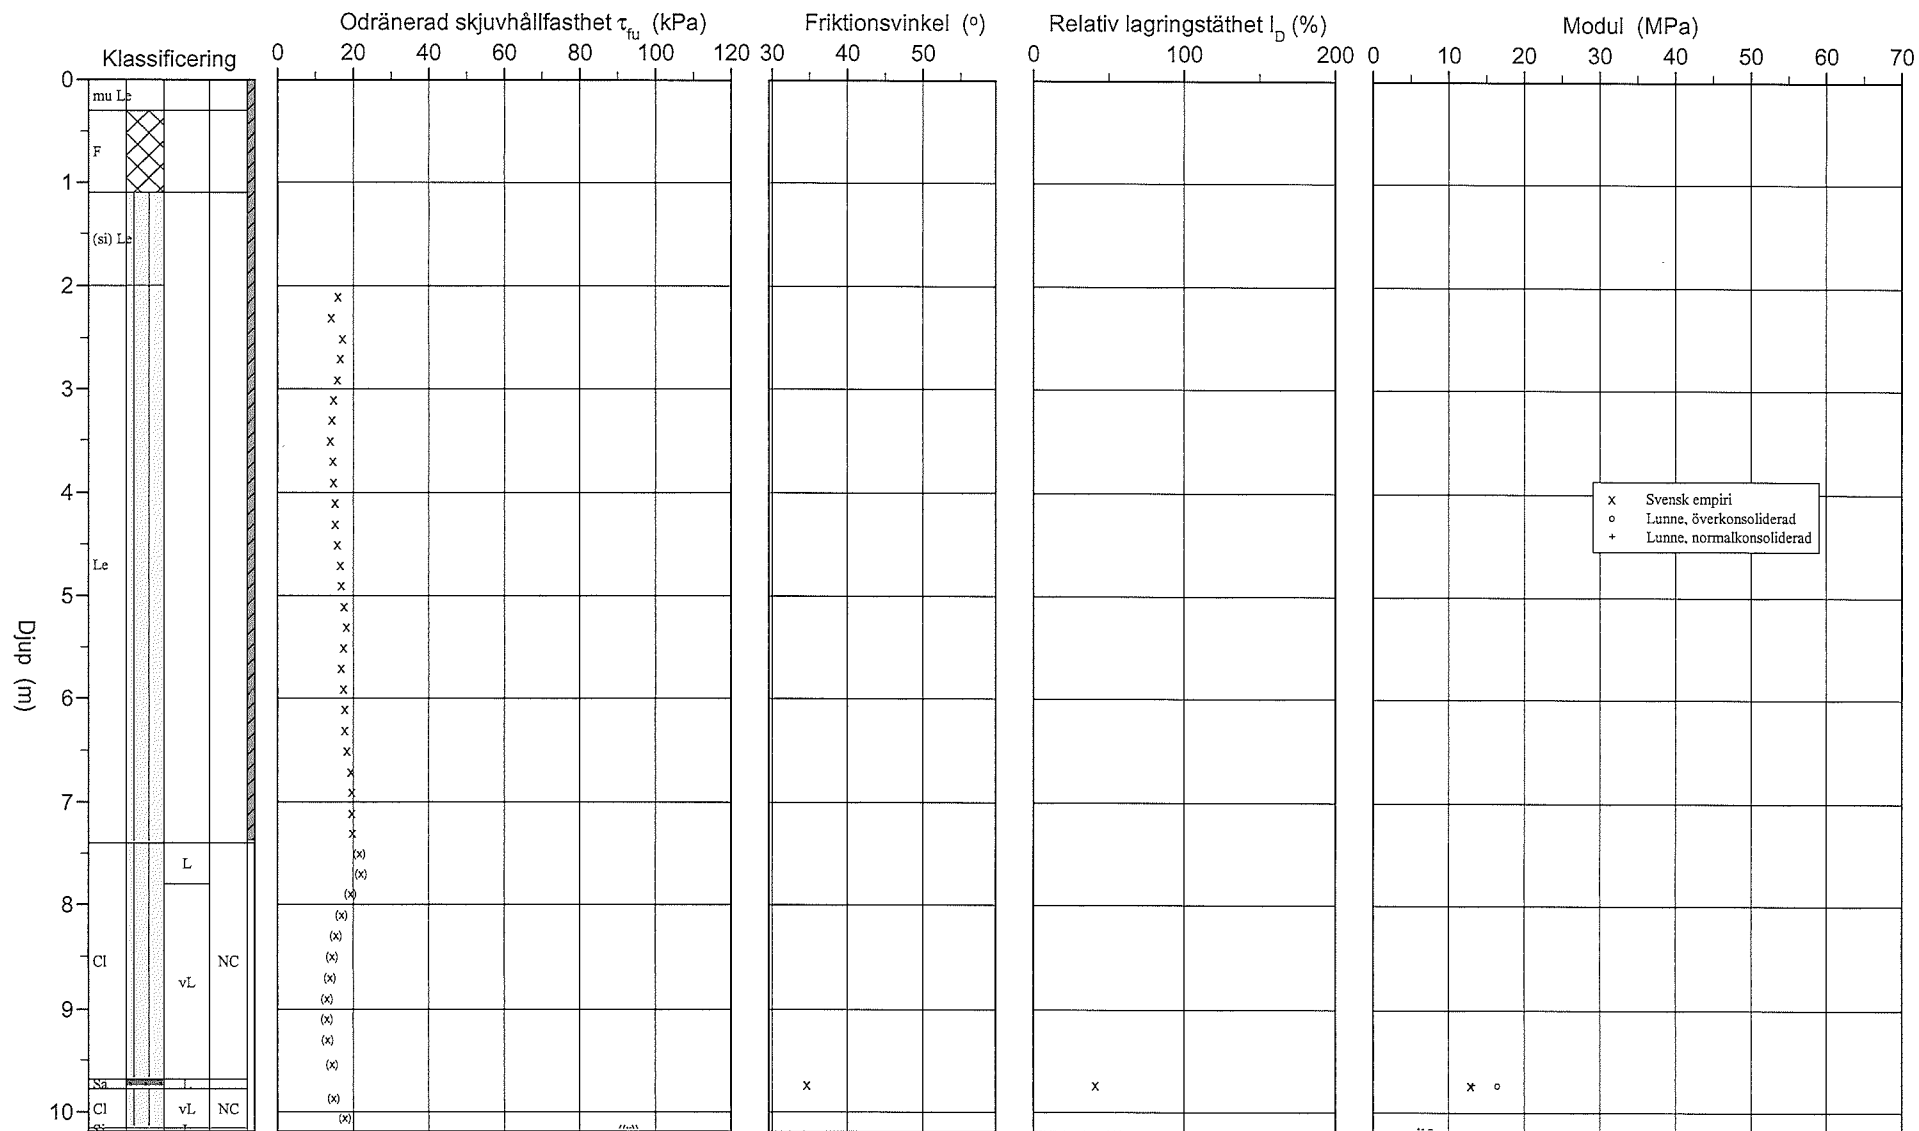 Odränerad skjuvhållfasthet τfu (kPa)
Friktionsvinkel (º)
Relativ lagringstäthet ID (%)
Modul (MPa)
Klassificering
0 20 40 60 80 100 120
30 40 50
0 100 200
0 10 20 30 40 50 60 70
Djup (m)
0
mu Le
F
1
(si) Le
2
3
4
x Svensk empiri
o Lunne, överkonsoliderad
+ Lunne, normalkonsoliderad
Le
5
6
7
L
8
Cl
NC
vL
9
Sa
L
10
Cl vL NC